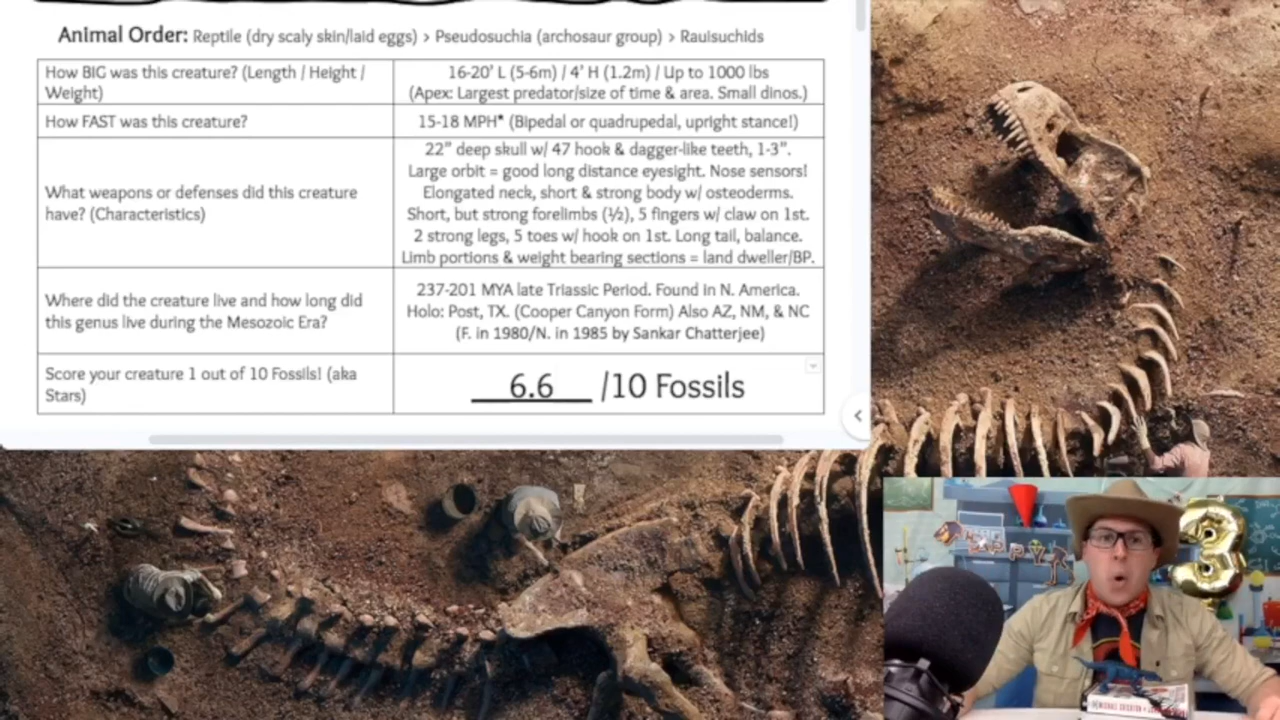 Animal Order: Reptile (dry scaly skin/laid eggs) > Pseudosuchia (archosaur group) > Rauisuchids
How BIG was this creature? (Length / Height /
Weight)
16-20' L (5-6m) / 4' H (1.2m) / Up to 1000 lbs
(Apex: Largest predator/size of time & area. Small dinos.)
How FAST was this creature?
15-18 MPH* (Bipedal or quadrupedal, upright stance!)
What weapons or defenses did this creature
have? (Characteristics)
22" deep skull w/ 47 hook & dagger-like teeth, 1-3".
Large orbit = good long distance eyesight. Nose sensors!
Elongated neck, short & strong body w/ osteoderms.
Short, but strong forelimbs (½), 5 fingers w/ claw on 1st.
2 strong legs, 5 toes w/ hook on 1st. Long tail, balance.
Limb portions & weight bearing sections = land dweller/BP.
Where did the creature live and how long did
this genus live during the Mesozoic Era?
237-201 MYA late Triassic Period. Found in N. America.
Holo: Post, TX. (Cooper Canyon Form) Also AZ, NM, & NC
(F. in 1980/N. in 1985 by Sankar Chatterjee)
Score your creature 1 out of 10 Fossils! (aka
Stars)
6.6 /10 Fossils
HAPPY
3